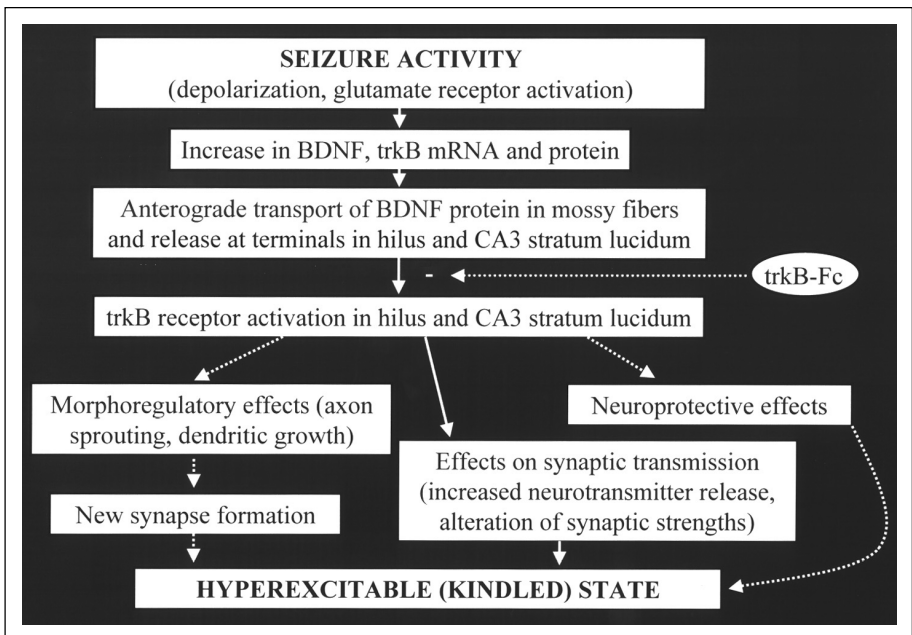 SEIZURE ACTIVITY
(depolarization, glutamate receptor activation)
Increase in BDNF, trkB mRNA and protein
Anterograde transport of BDNF protein in mossy fibers
and release at terminals in hilus and CA3 stratum lucidum
-
trkB-Fc
trkB receptor activation in hilus and CA3 stratum lucidum
Morphoregulatory effects (axon
sprouting, dendritic growth)
Neuroprotective effects
Effects on synaptic transmission
(increased neurotransmitter release,
alteration of synaptic strengths)
New synapse formation
HYPEREXCITABLE (KINDLED) STATE